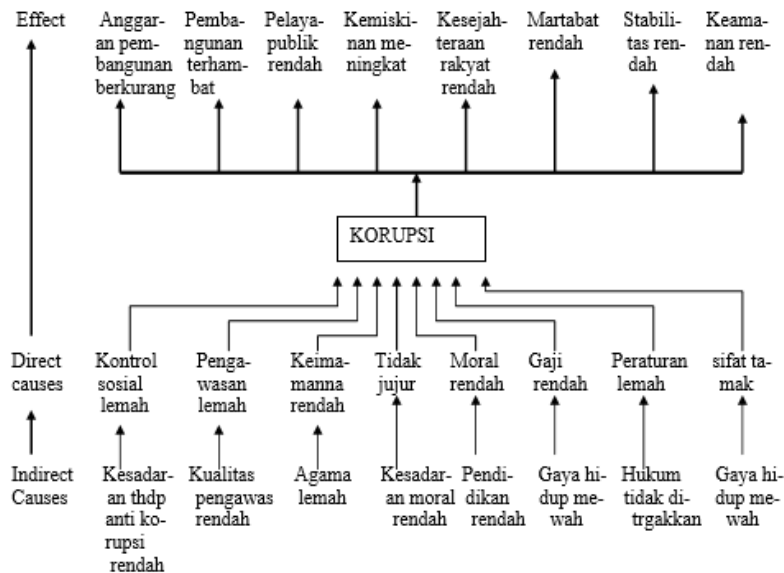 Effect
Anggar-
an pem-
bangunan
berkurang
Pemba-
ngunan
terham-
bat
Pelaya-
publik
rendah
Kemiski-
nan me-
ningkat
Kesejah-
teraan
rakyat
rendah
Martabat
rendah
Stabili-
tas ren-
dah
Keama-
nan ren-
dah
KORUPSI
Direct
causes
Kontrol
sosial
lemah
Penga-
wasan
lemah
Keima-
manna
rendah
Tidak
jujur
Moral
rendah
Gaji
rendah
Peraturan
lemah
sifat ta-
mak
Indirect
Causes
Kesadar-
an thdp
anti ko-
rupsi
rendah
Kualitas
pengawas
rendah
Agama
lemah
Kesadar-
an moral
rendah
Pendi-
dikan
rendah
Gaya hi-
dup me-
wah
Hukum
tidak di-
trgakkan
Gaya hi-
dup me-
wah